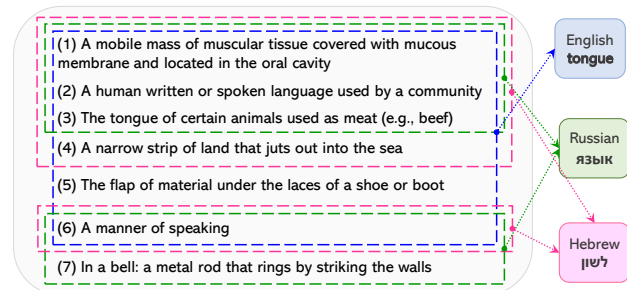 (1) A mobile mass of muscular tissue covered with mucous
membrane and located in the oral cavity
(2) A human written or spoken language used by a community
(3) The tongue of certain animals used as meat (e.g., beef)
(4) A narrow strip of land that juts out into the sea
(5) The flap of material under the laces of a shoe or boot
(6) A manner of speaking
(7) In a bell: a metal rod that rings by striking the walls
English
tongue
Russian
язык
Hebrew
לשון